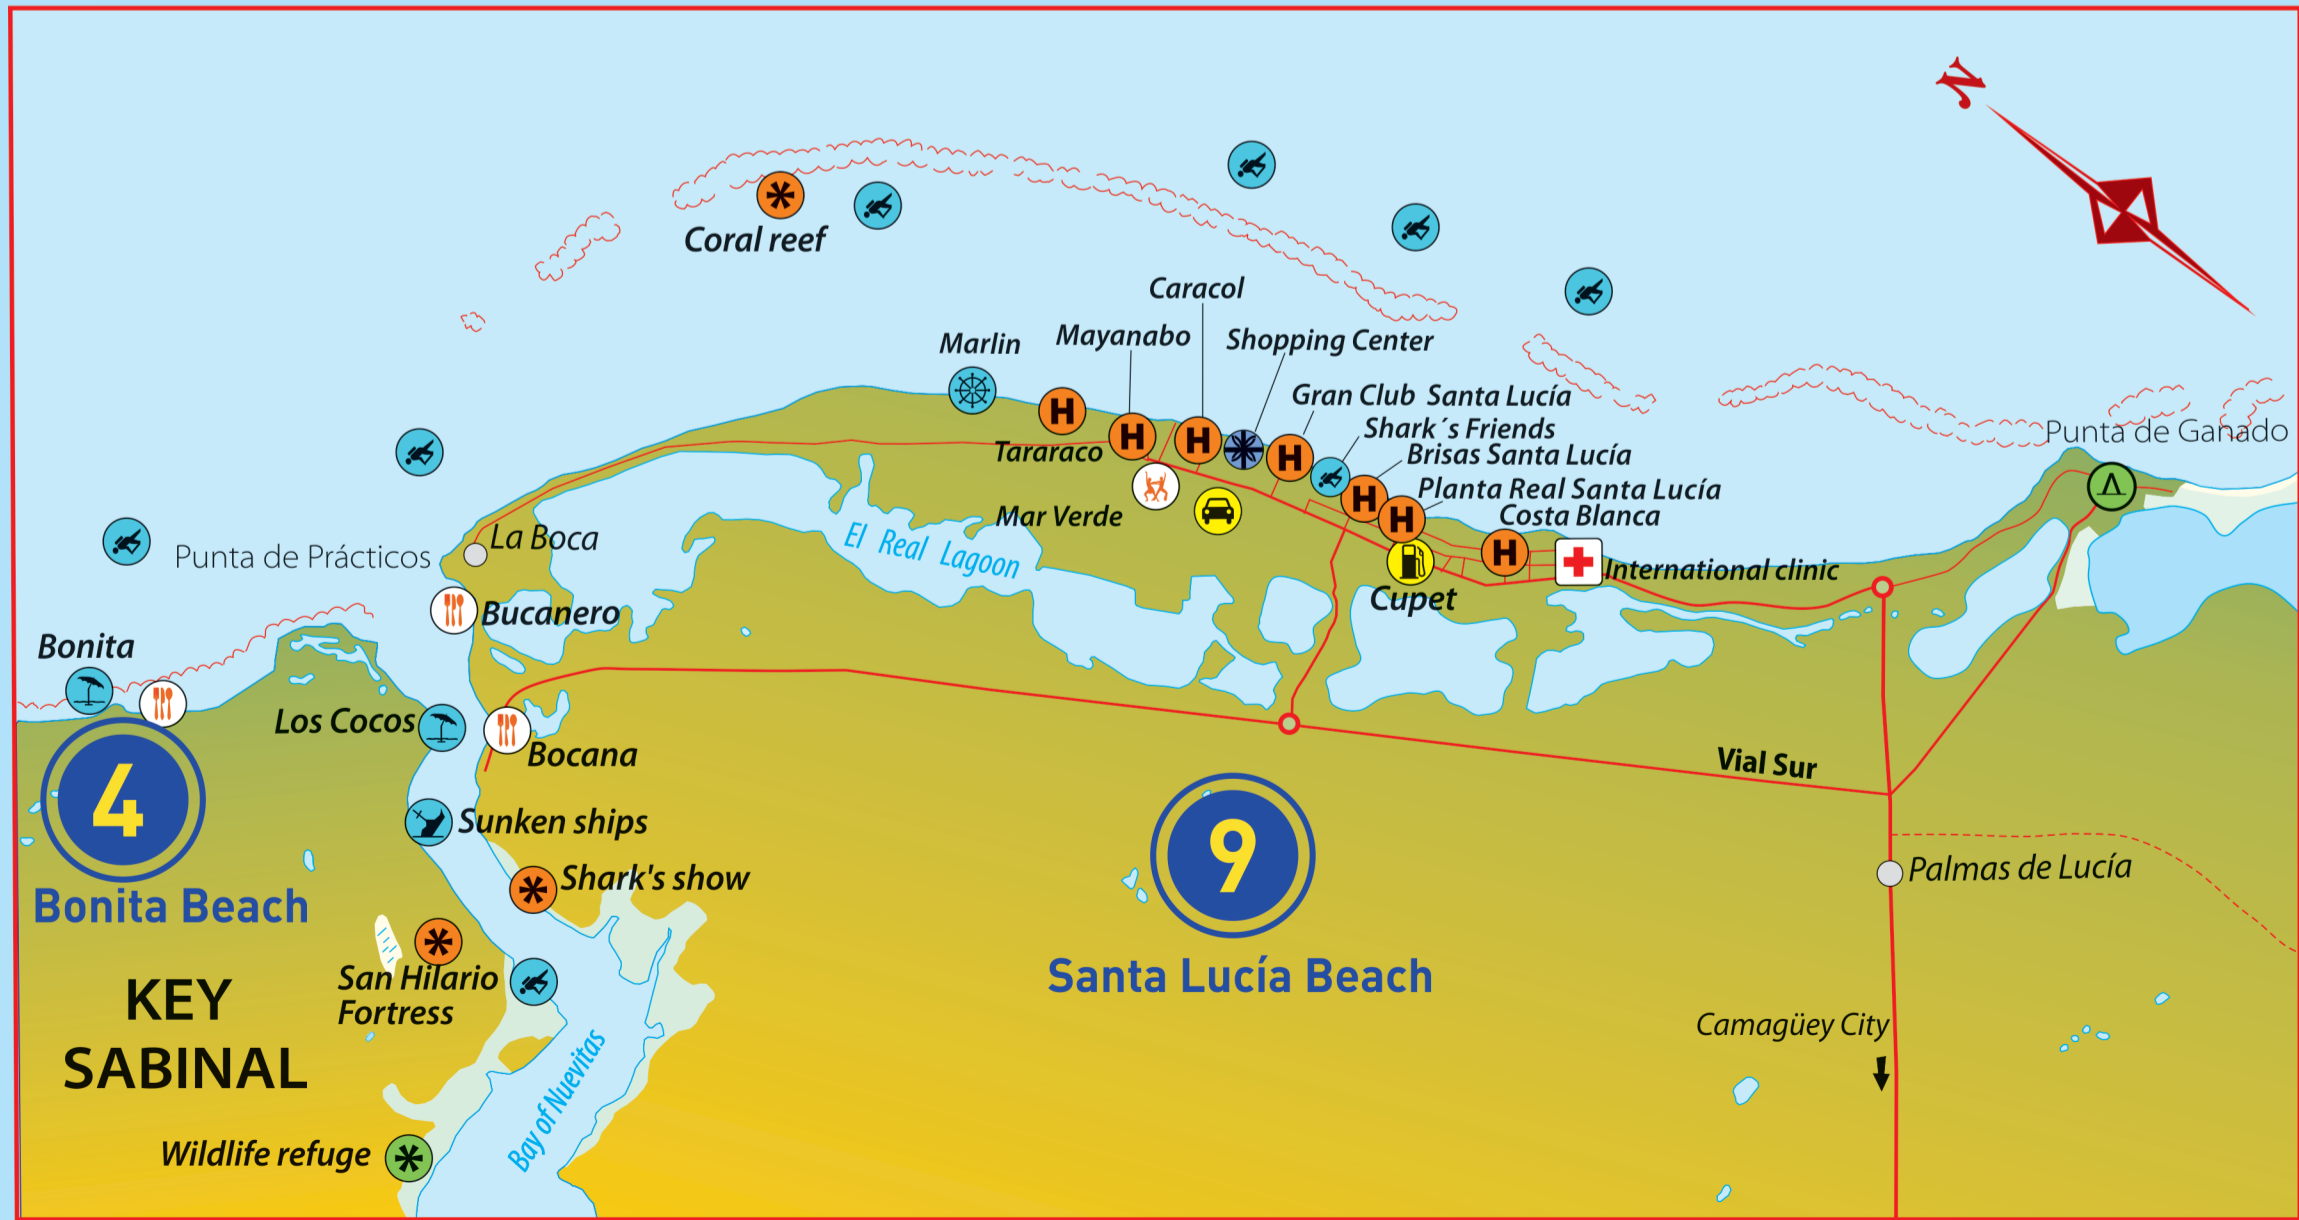 N
Coral reef
Caracol
Marlin
Mayanabo
Shopping Center
Gran Club Santa Lucía
Shark´s Friends
Punta de Ganado
Tararaco
Brisas Santa Lucía
Planta Real Santa Lucía
Mar Verde
Costa Blanca
La Boca
El Real Lagoon
Punta de Prácticos
International clinic
Cupet
Bucanero
Bonita
Los Cocos
Bocana
Vial Sur
4
Sunken ships
9
Shark's show
Palmas de Lucía
Bonita Beach
Santa Lucía Beach
San Hilario
Fortress
KEY
SABINAL
Camagüey City
Bay of Nuevitas
Wildlife refuge
H
H
H
H
H
H
H